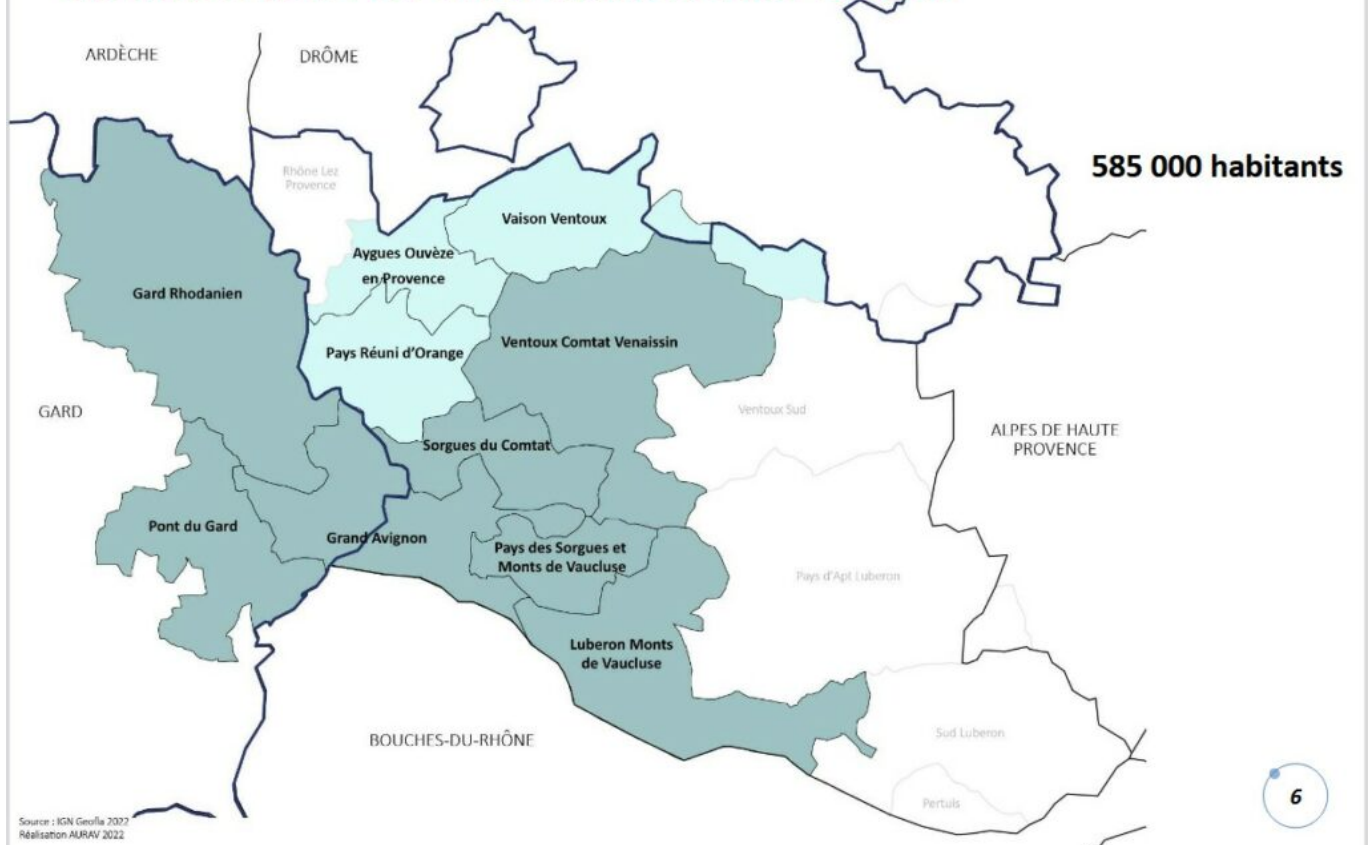 ARDÈCHE
DRÔME
585 000 habitants
Rhône Lez
Provence
Vaison Ventoux
Aygues Ouvèze
en Provence
Gard Rhodanien
Pays Réuni d'Orange
Ventoux Comtat Venaissin
GARD
Ventoux Sud
ALPES DE HAUTE
PROVENCE
Sorgues du Comtat
Pont du Gard
Grand Avignon
Pays des Sorgues et
Monts de Vaucluse
Pays d'Apt Luberon
Luberon Monts
de Vaucluse
BOUCHES-DU-RHÔNE
Sud Luberon
Pertuis
6
Source : IGN Geofla 2022
Réalisation AURAV 2022